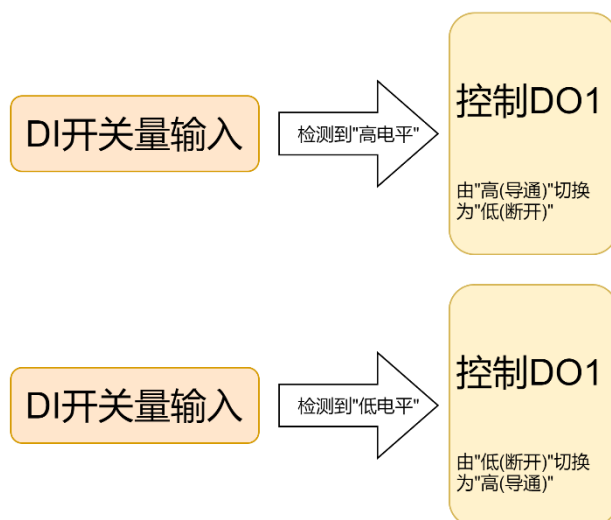 DI开关量输入
检测到"高电平"
控制DO1
由"高(导通)"切换
为"低(断开)"
DI开关量输入
检测到"低电平"
控制DO1
由"低(断开)"切换
为"高(导通)"